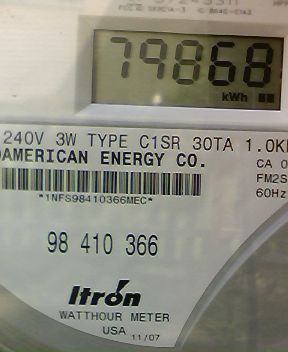 79868
kWh
240V 3W TYPE C1SR 30TA 1.0K
AMERICAN ENERGY CO.
CA 0
FM2S
60Hz
*1NFS98410366MEC*
98 410 366
Itron
WATTHOUR METER
USA 11/07